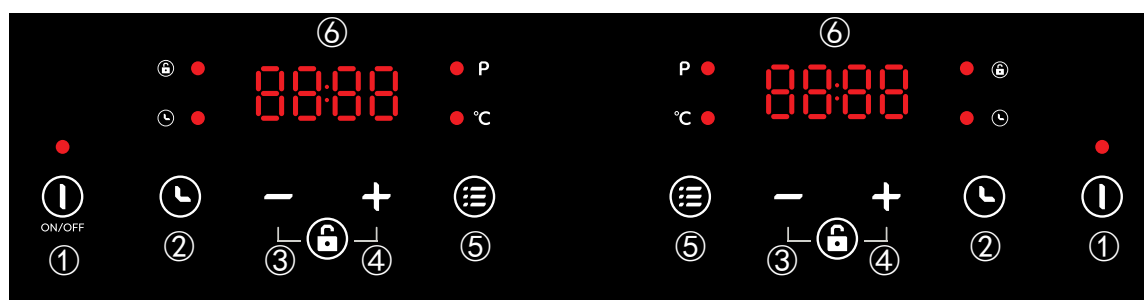 ⑥ ⑥
88:88 P P 88:88
°C °C
ON/OFF
① ② ③ ④ ⑤ ⑤ ③ ④ ② ①